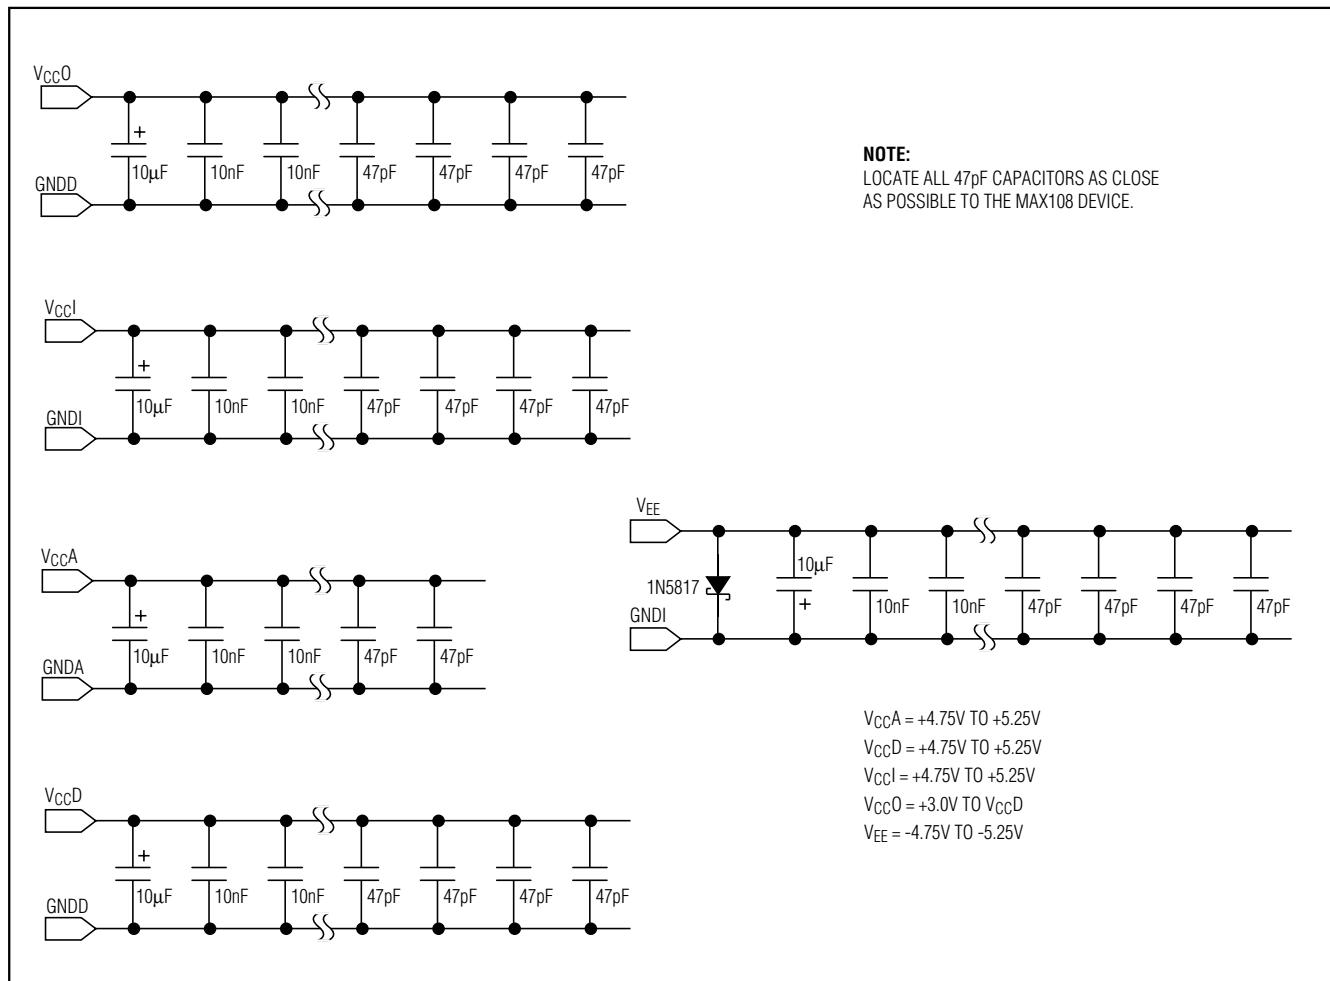 VCCO
+
10μF 10nF 10nF 47pF 47pF 47pF 47pF
GNDD
NOTE:
LOCATE ALL 47pF CAPACITORS AS CLOSE
AS POSSIBLE TO THE MAX108 DEVICE.
VCCI
+
10μF 10nF 10nF 47pF 47pF 47pF 47pF
GNDI
VCCA
+
10μF 10nF 10nF 47pF 47pF
GNDA
VCCD
+
10μF 10nF 10nF 47pF 47pF 47pF 47pF
GNDD
VEE
10μF
1N5817
+
10nF 10nF 47pF 47pF 47pF 47pF
GNDI
VCCA = +4.75V TO +5.25V
VCCD = +4.75V TO +5.25V
VCCI = +4.75V TO +5.25V
VCCO = +3.0V TO VCCD
VEE = -4.75V TO -5.25V